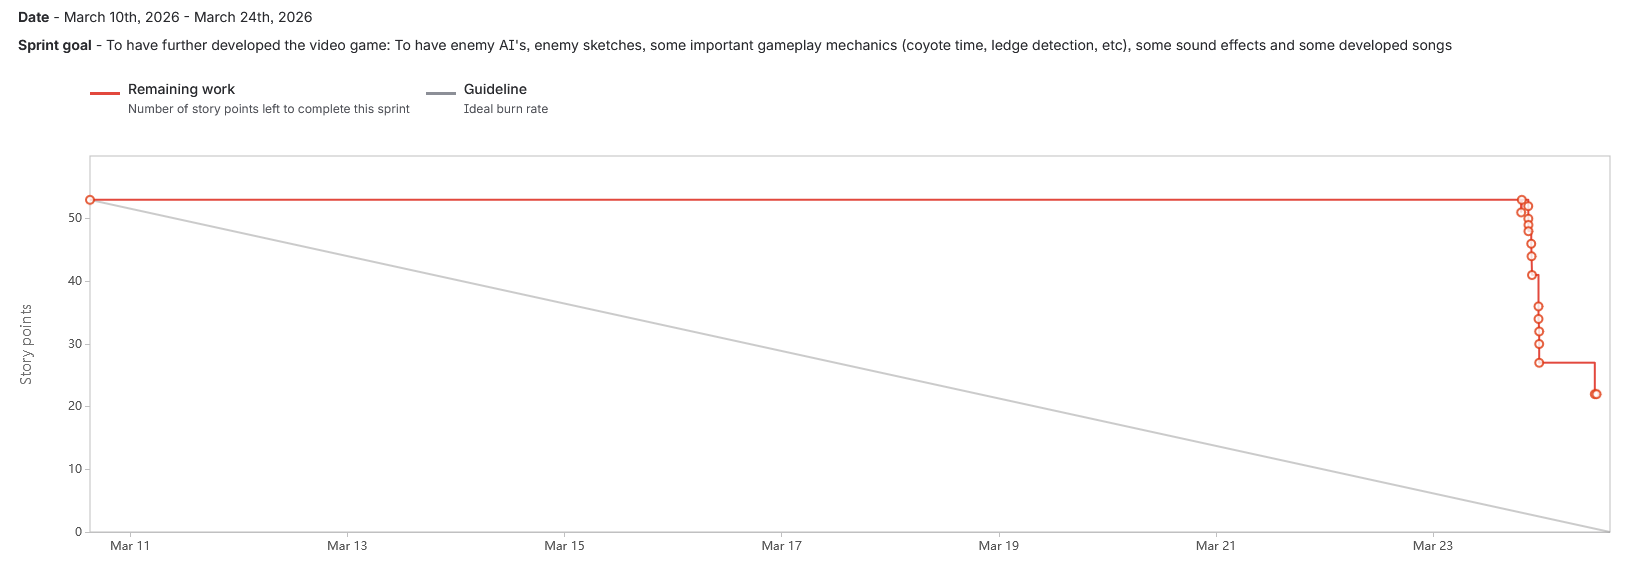 Date - March 10th, 2026 - March 24th, 2026
Sprint goal - To have further developed the video game: To have enemy AI's, enemy sketches, some important gameplay mechanics (coyote time, ledge detection, etc), some sound effects and some developed songs
Remaining work
Number of story points left to complete this sprint
Guideline
Ideal burn rate
Story points
50
40
30
20
10
0
Mar 11
Mar 13
Mar 15
Mar 17
Mar 19
Mar 21
Mar 23